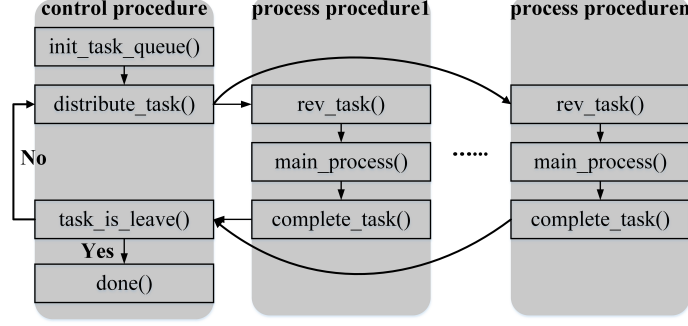 control procedure
process procedure1
process proceduren
init_task_queue()
distribute_task()
rev_task()
rev_task()
No
main_process()
......
main_process()
task_is_leave()
complete_task()
complete_task()
Yes
done()